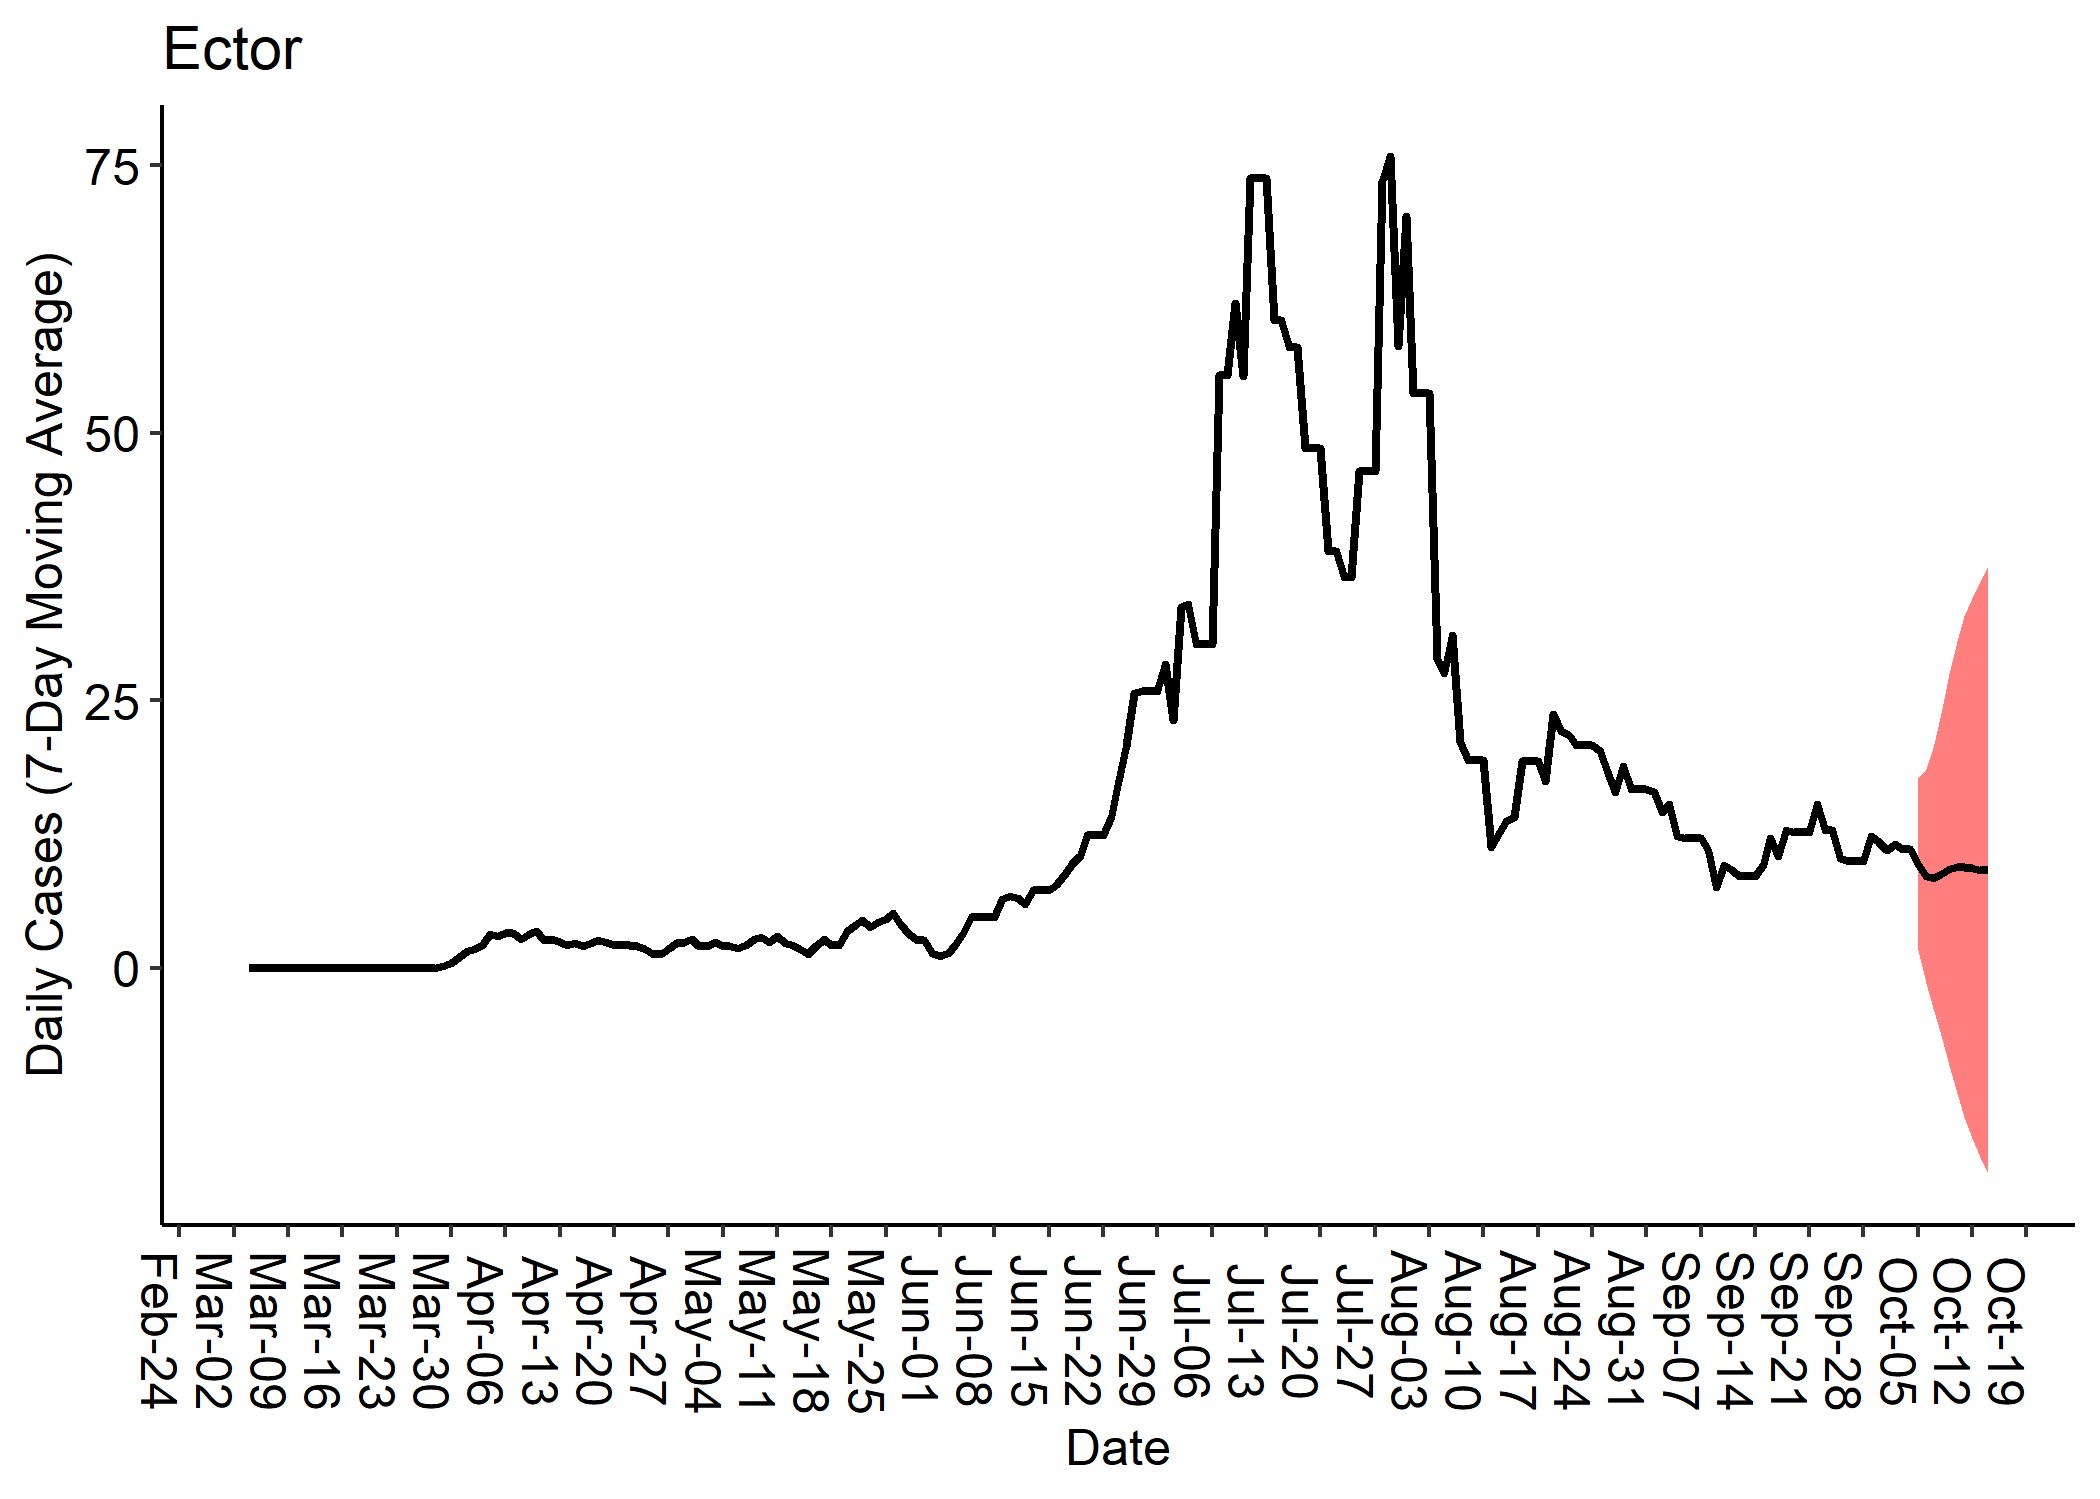 Ector
Daily Cases (7-Day Moving Average)
75
50
25
0
Feb-24
Mar-02
Mar-09
Mar-16
Mar-23
Mar-30
Apr-06
Apr-13
Apr-20
Apr-27
May-04
May-11
May-18
May-25
Jun-01
Jun-08
Jun-15
Jun-22
Jun-29
Jul-06
Jul-13
Jul-20
Jul-27
Aug-03
Aug-10
Aug-17
Aug-24
Aug-31
Sep-07
Sep-14
Sep-21
Sep-28
Oct-05
Oct-12
Oct-19
Date